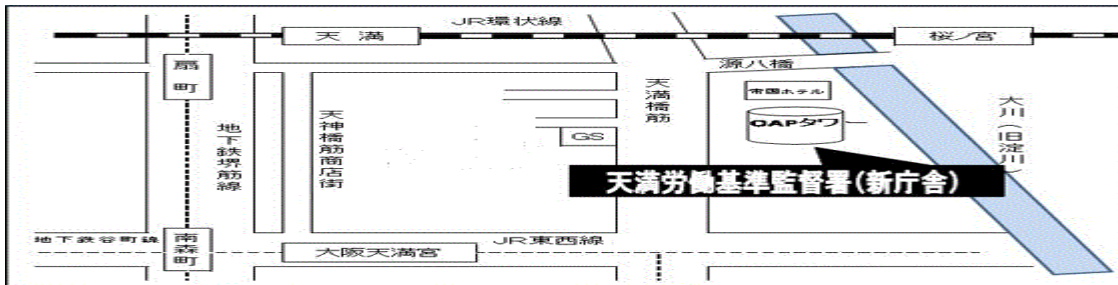 JR環状線
天満
桜ノ宮
源八橋
扇町
帝国ホテル
天満橋筋
OAPタワー
大川(旧淀川)
地下鉄堺筋線
天神橋筋商店街
GS
天満労働基準監督署(新庁舎)
地下鉄谷町線
南森町
JR東西線
大阪天満宮